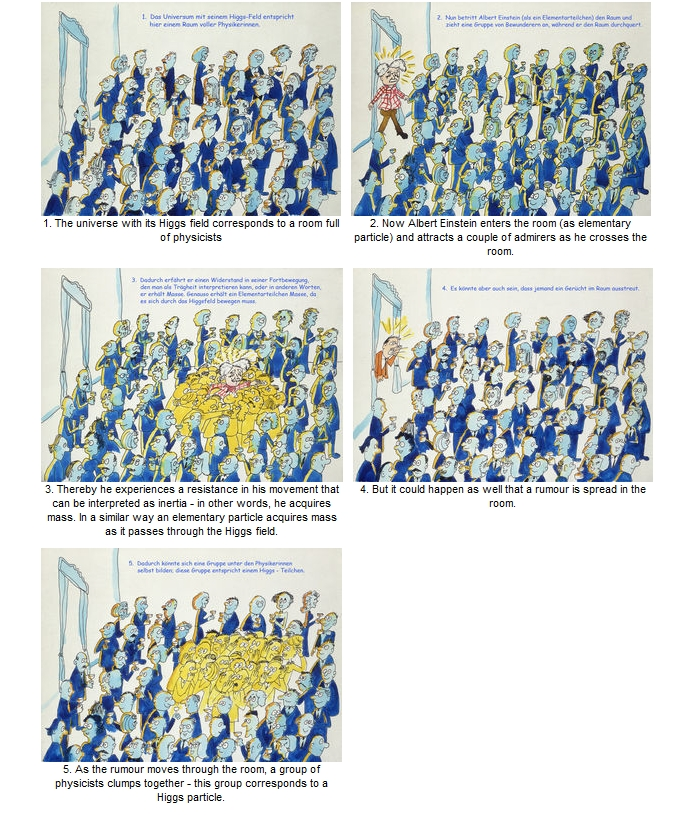 1. Das Universum mit seinem Higgs-Feld entspricht
hier einem Raum voller Physikerinnen.
1. The universe with its Higgs field corresponds to a room full
of physicists
2. Nun betritt Albert Einstein (als ein Elementarteilchen) den Raum und
zieht eine Gruppe von Bewunderern an, während er den Raum durchquert.
2. Now Albert Einstein enters the room (as elementary
particle) and attracts a couple of admirers as he crosses the
room.
3. Dadurch erfährt er einen Widerstand in seiner Fortbewegung,
den man als Trägheit interpretieren kann, oder in anderen Worten,
er erhält Masse. Genauso erhält ein Elementarteilchen Masse, da
es sich durch das Higgsfeld bewegen muss.
3. Thereby he experiences a resistance in his movement that
can be interpreted as inertia - in other words, he acquires
mass. In a similar way an elementary particle acquires mass
as it passes through the Higgs field.
4. Es könnte aber auch sein, dass jemand ein Gerücht im Raum ausstreut.
4. But it could happen as well that a rumour is spread in the
room.
5. Dadurch könnte sich eine Gruppe unter den Physikerinnen
selbst bilden; diese Gruppe entspricht einem Higgs - Teilchen.
5. As the rumour moves through the room, a group of
physicists clumps together - this group corresponds to a
Higgs particle.